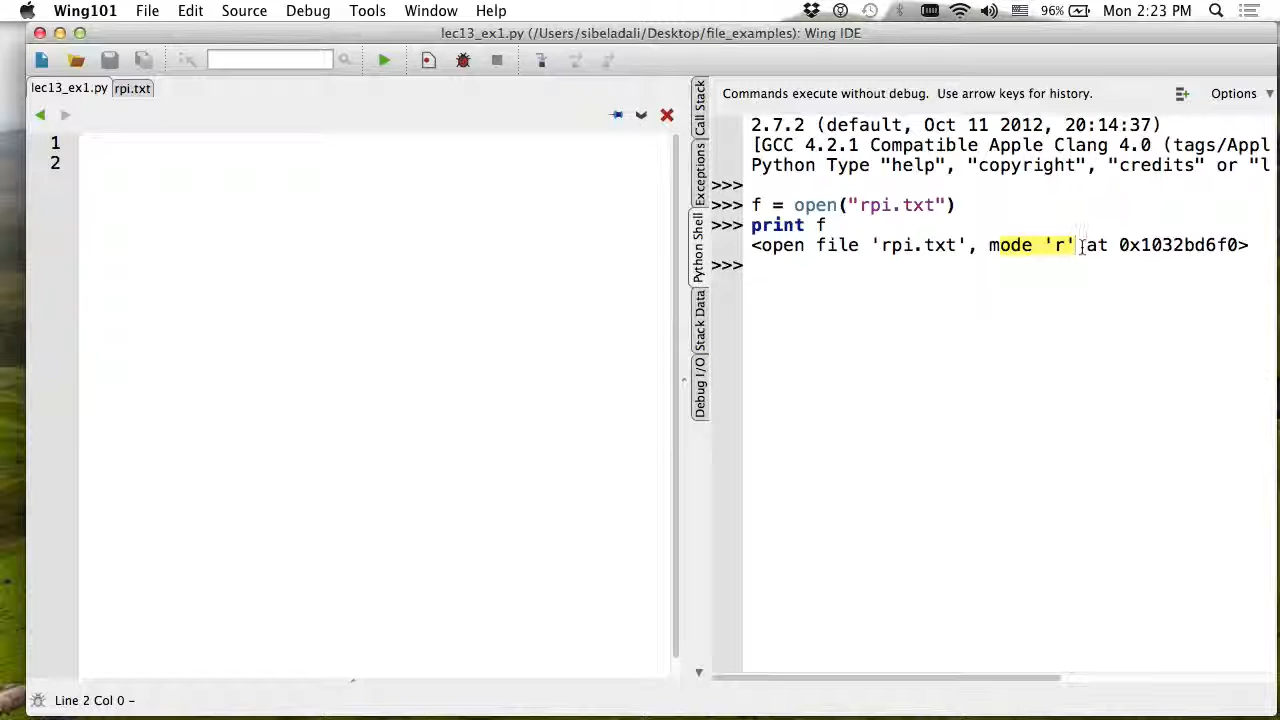 Wing101 File Edit Source Debug Tools Window Help 96% Mon 2:23 PM
lec13_ex1.py (/Users/sibeladali/Desktop/file_examples): Wing IDE
lec13_ex1.py rpi.txt
1
2
Call Stack
Exceptions
Python Shell
Stack Data
Debug I/O
Commands execute without debug. Use arrow keys for history.
Options
2.7.2 (default, Oct 11 2012, 20:14:37)
[GCC 4.2.1 Compatible Apple Clang 4.0 (tags/Appl
Python Type "help", "copyright", "credits" or "l
>>>
>>> f = open("rpi.txt")
>>> print f
<open file 'rpi.txt', mode 'r' at 0x1032bd6f0>
>>>
Line 2 Col 0 –